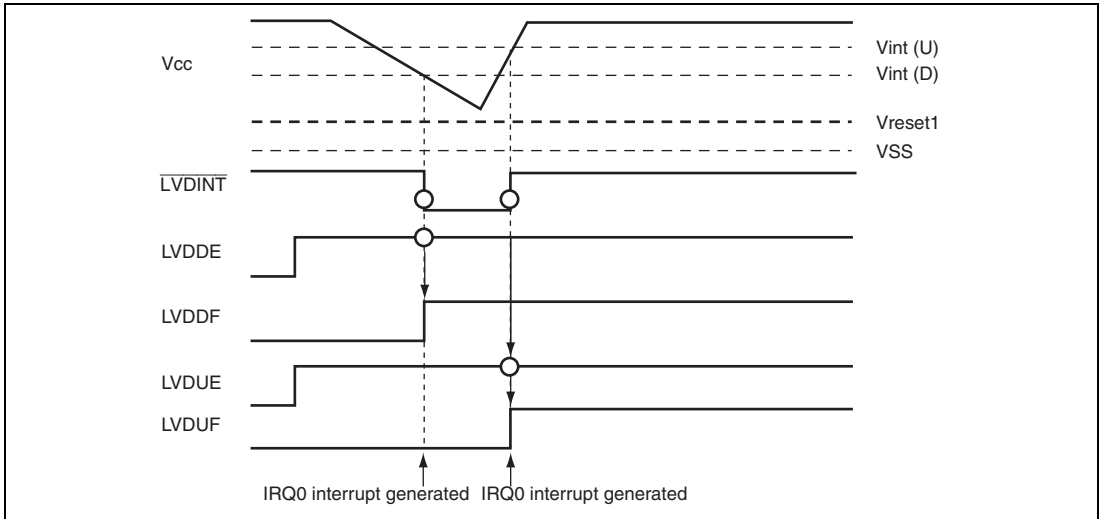 Vcc
Vint (U)
Vint (D)
Vreset1
VSS
LVDINT
LVDDE
LVDDF
LVDUE
LVDUF
IRQ0 interrupt generated IRQ0 interrupt generated